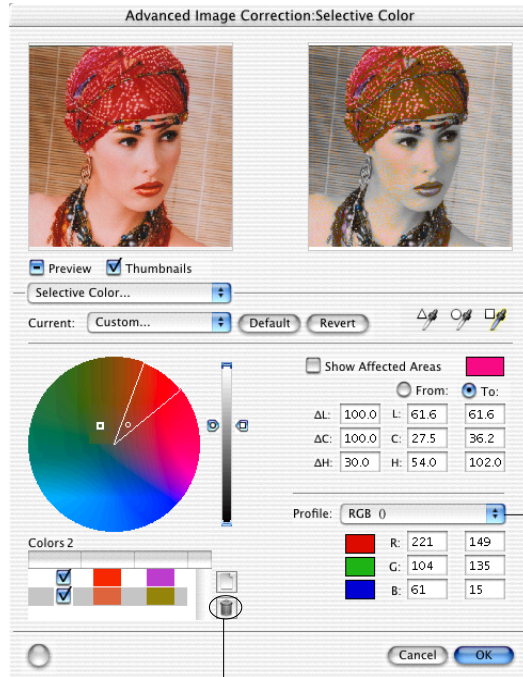 Advanced Image Correction:Selective Color
Preview Thumbnails
Selective Color...
Current: Custom... Default Revert
Show Affected Areas
From: To:
ΔL: 100.0 L: 61.6 61.6
ΔC: 100.0 C: 27.5 36.2
ΔH: 30.0 H: 54.0 102.0
Profile: RGB ()
R: 221 149
G: 104 135
B: 61 15
Colors 2
Cancel OK